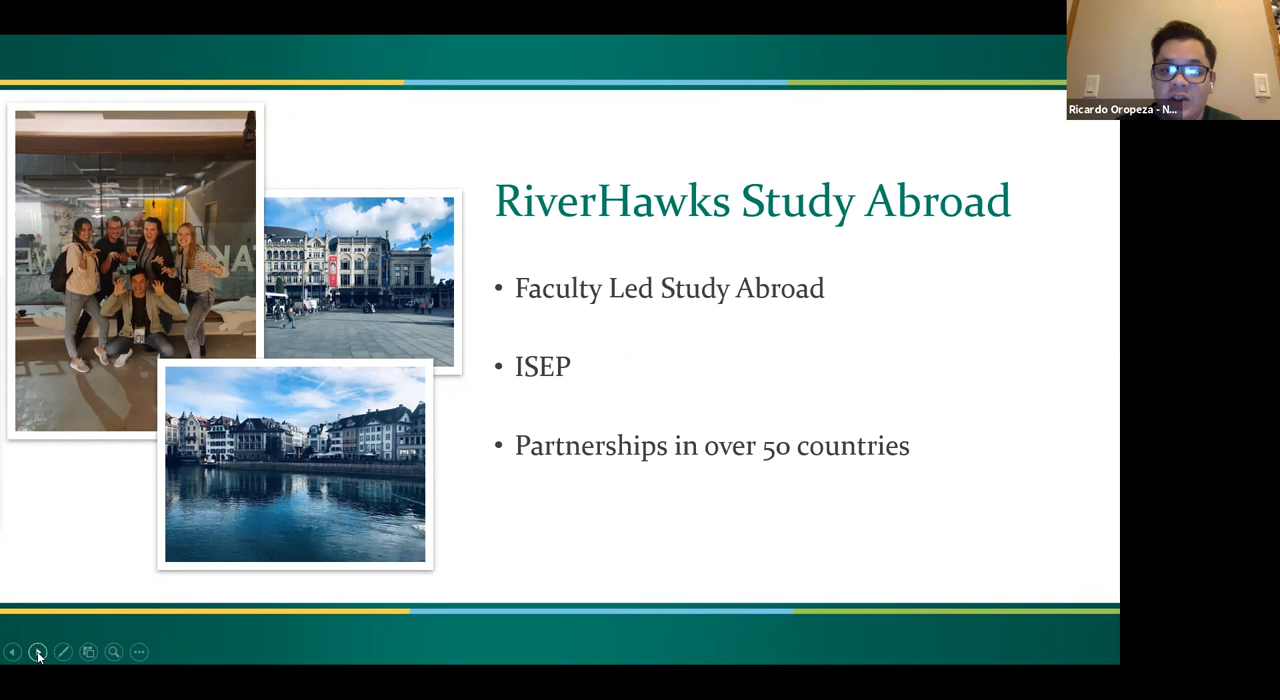 Ricardo Oropeza - N...
RiverHawks Study Abroad
• Faculty Led Study Abroad
• ISEP
• Partnerships in over 50 countries